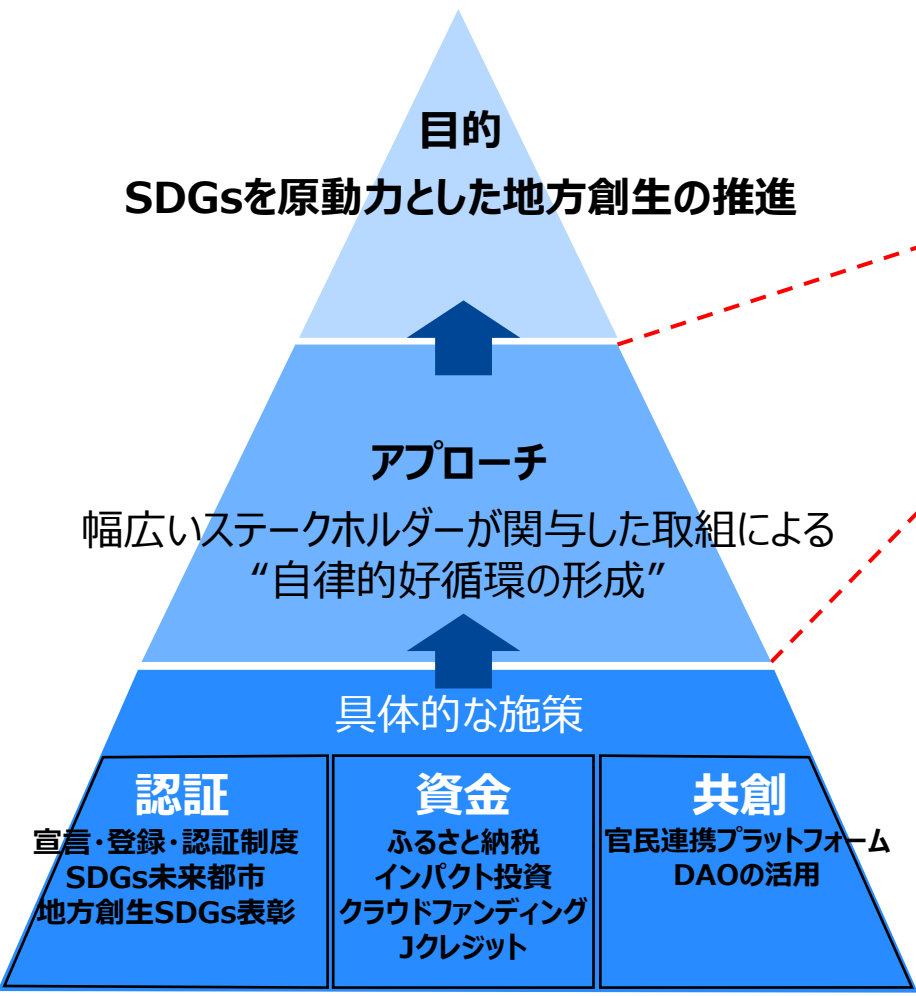 目的
SDGsを原動力とした地方創生の推進
アプローチ
幅広いステークホルダーが関与した取組による
“自律的好循環の形成”
具体的な施策
認証
宣言・登録・認証制度
SDGs未来都市
地方創生SDGs表彰
資金
ふるさと納税
インパクト投資
クラウドファンディング
Jクレジット
共創
官民連携プラットフォーム
DAOの活用